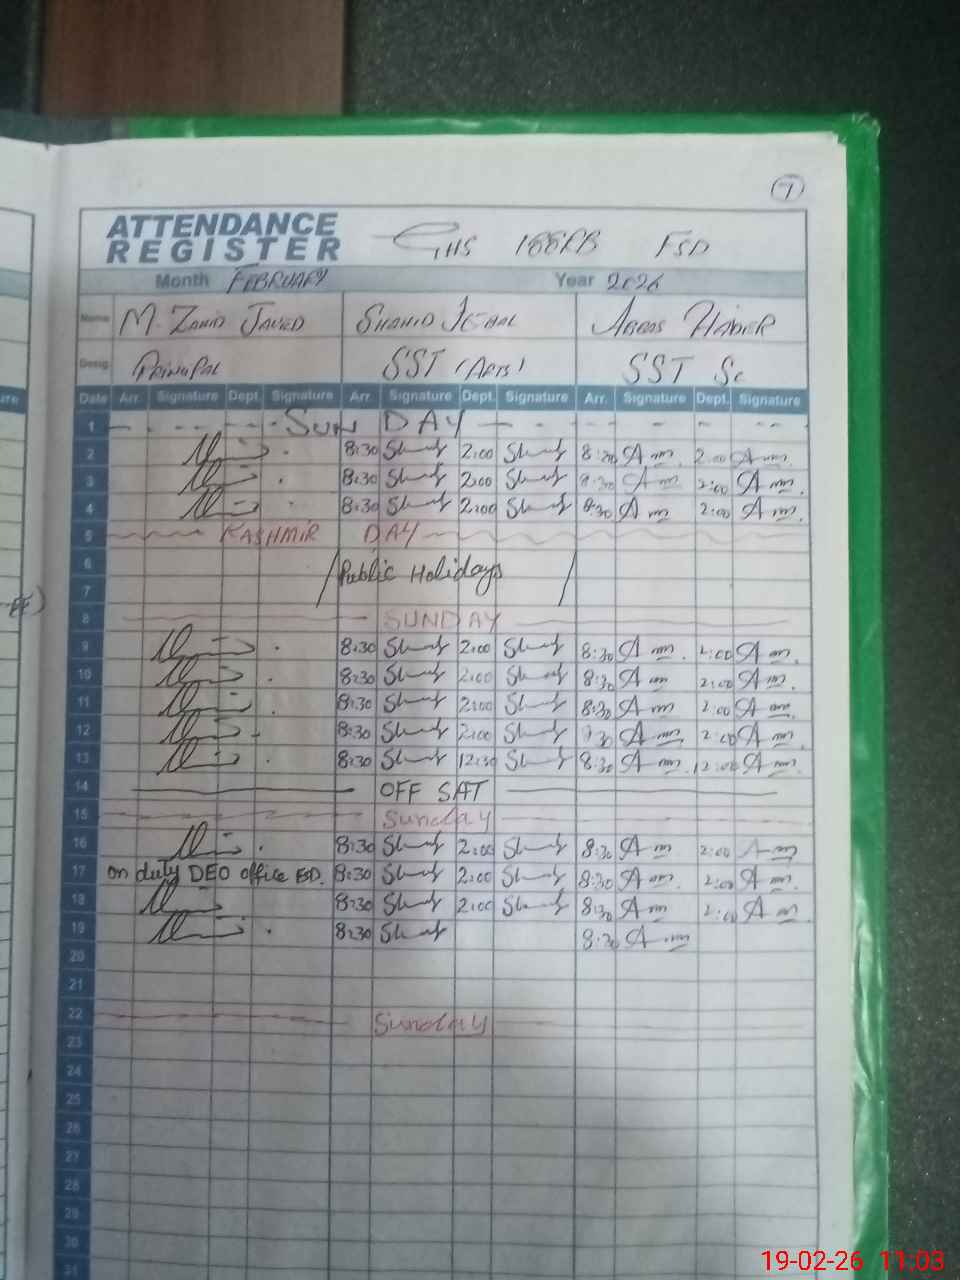 7
ATTENDANCE REGISTER GHS 188RB FSD
Month FEBRUARY Year 2026
Name M. ZAHID JAVED SHAHID IQBAL ABBAS HAIDER
Desig PRINCIPAL SST (ARTS) SST Sc
Date Arr. Signature Dept. Signature Arr. Signature Dept. Signature Arr. Signature Dept. Signature
1 SUN DAY
2 8:30 2:00 8:30 2:00
3 8:30 2:00 8:30 2:00
4 8:30 2:00 8:30 2:00
5 KASHMIR DAY
6 Public Holidays
7
8 SUNDAY
9 8:30 2:00 8:30 2:00
10 8:30 2:00 8:30 2:00
11 8:30 2:00 8:30 2:00
12 8:30 2:00 2:00
13 8:30 12:30 8:30
14 OFF SAT
15 Sunday
16 8:30 2:00 8:30 2:00
17 on duty DEO office FSD. 8:30 2:00 8:30 2:00
18 8:30 2:00 8:30 2:00
19 8:30 8:30
20
21
22 Sunday
23
24
25
26
27
28
29
30
31
19-02-26 11:03